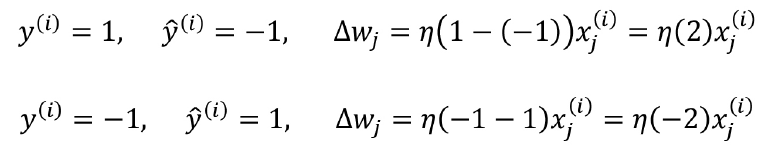 y^{(i)} = 1, ŷ^{(i)} = −1, Δw_j = η(1 − (−1))x_j^{(i)} = η(2)x_j^{(i)}
y^{(i)} = −1, ŷ^{(i)} = 1, Δw_j = η(−1 − 1)x_j^{(i)} = η(−2)x_j^{(i)}